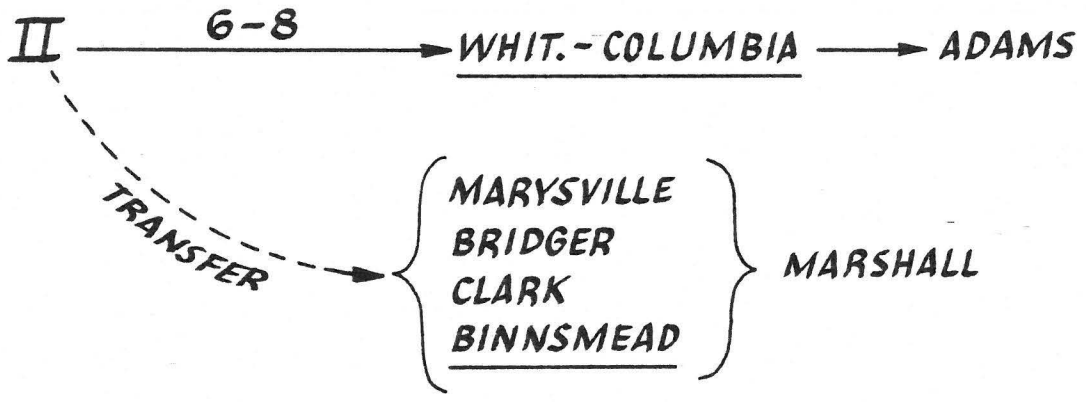 II 6-8 WHIT.-COLUMBIA ADAMS
TRANSFER
MARYSVILLE
BRIDGER
CLARK
BINNSMEAD
MARSHALL